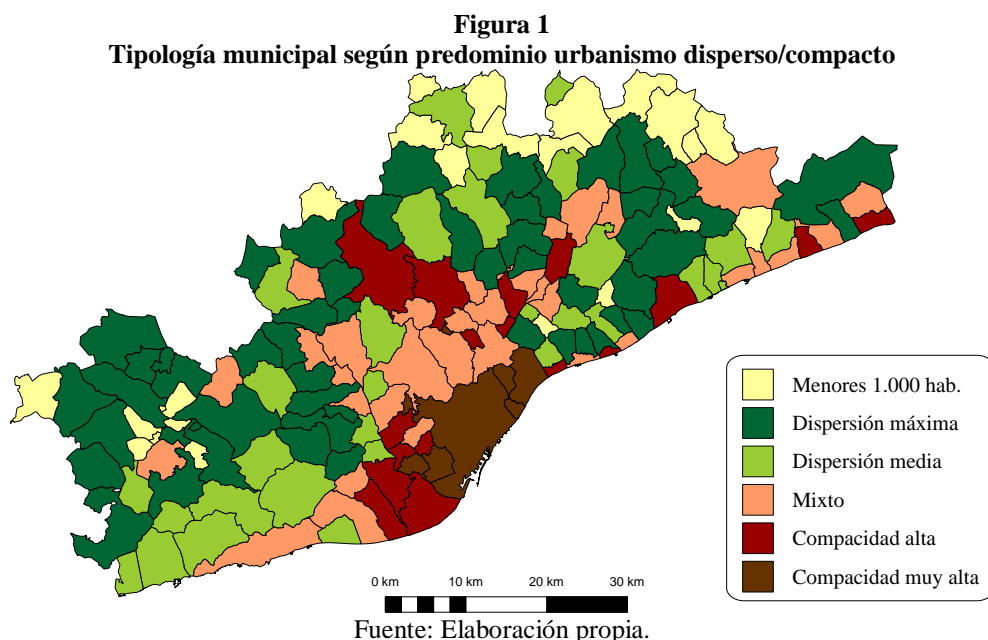 Figura 1
Tipología municipal según predominio urbanismo disperso/compacto
Menores 1.000 hab.
Dispersión máxima
Dispersión media
Mixto
Compacidad alta
Compacidad muy alta
0 km 10 km 20 km 30 km
Fuente: Elaboración propia.